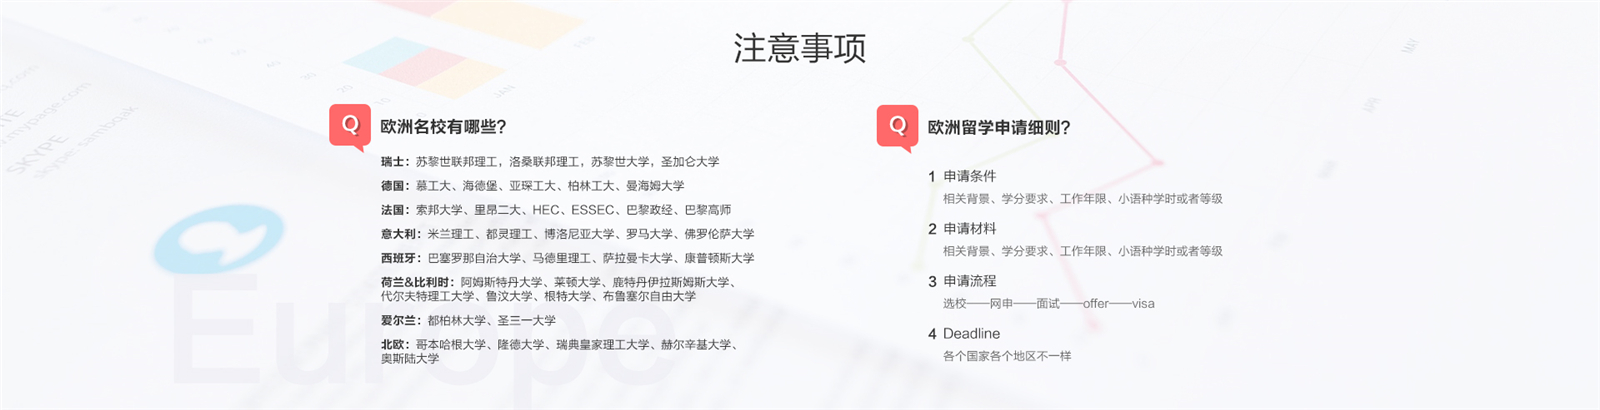 注意事项
Q 欧洲名校有哪些？
瑞士：苏黎世联邦理工，洛桑联邦理工，苏黎世大学，圣加仑大学
德国：慕工大、海德堡、亚琛工大、柏林工大、曼海姆大学
法国：索邦大学、里昂二大、HEC、ESSEC、巴黎政经、巴黎高师
意大利：米兰理工、都灵理工、博洛尼亚大学、罗马大学、佛罗伦萨大学
西班牙：巴塞罗那自治大学、马德里理工、萨拉曼卡大学、康普顿斯大学
荷兰&比利时：阿姆斯特丹大学、莱顿大学、鹿特丹伊拉斯姆斯大学、
代尔夫特理工大学、鲁汶大学、根特大学、布鲁塞尔自由大学
爱尔兰：都柏林大学、圣三一大学
北欧：哥本哈根大学、隆德大学、瑞典皇家理工大学、赫尔辛基大学、
奥斯陆大学
Europe
Q 欧洲留学申请细则？
1 申请条件
相关背景、学分要求、工作年限、小语种学时或者等级
2 申请材料
相关背景、学分要求、工作年限、小语种学时或者等级
3 申请流程
选校——网申——面试——offer——visa
4 Deadline
各个国家各个地区不一样
SKYPE
JAN
MAY